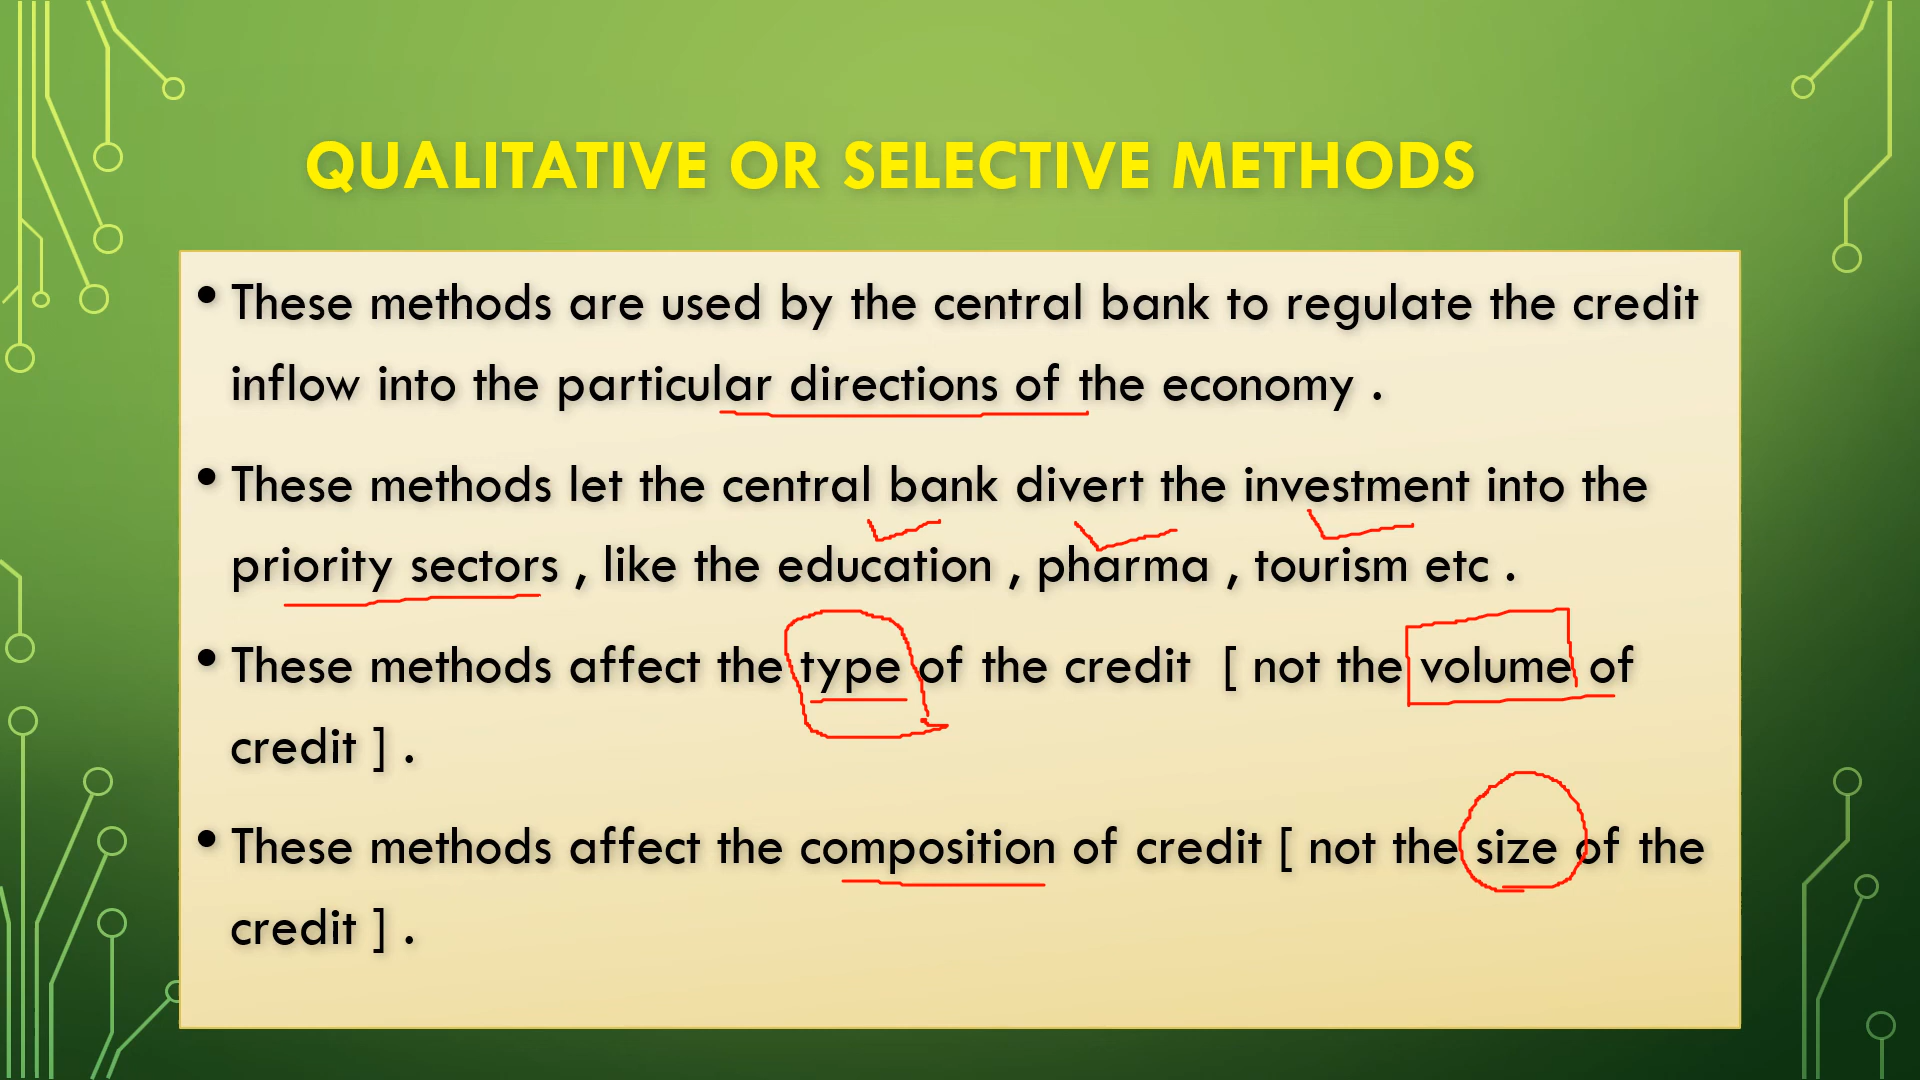 QUALITATIVE OR SELECTIVE METHODS
• These methods are used by the central bank to regulate the credit
inflow into the particular directions of the economy .
• These methods let the central bank divert the investment into the
priority sectors , like the education , pharma , tourism etc .
• These methods affect the type of the credit [ not the volume of
credit ] .
• These methods affect the composition of credit [ not the size of the
credit ] .